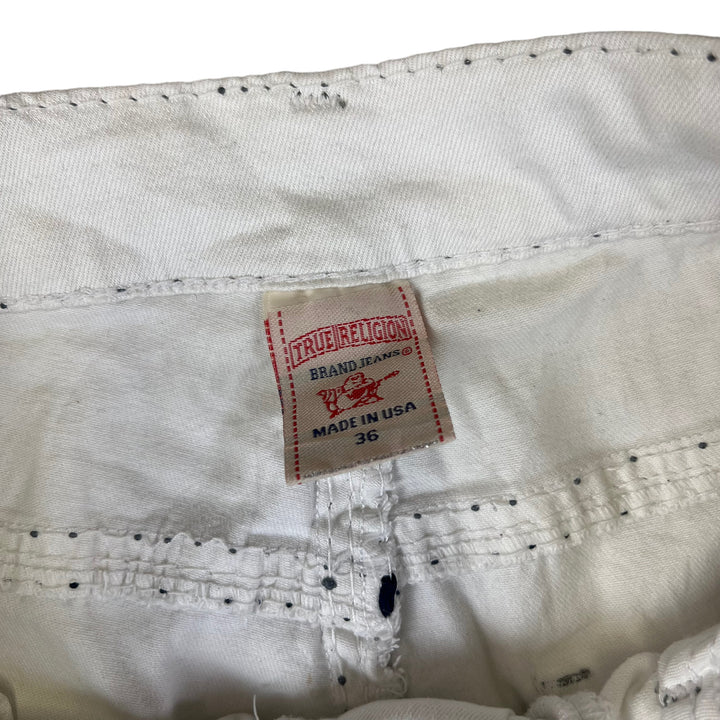 TRUE RELIGION
BRAND JEANS®
MADE IN USA
36